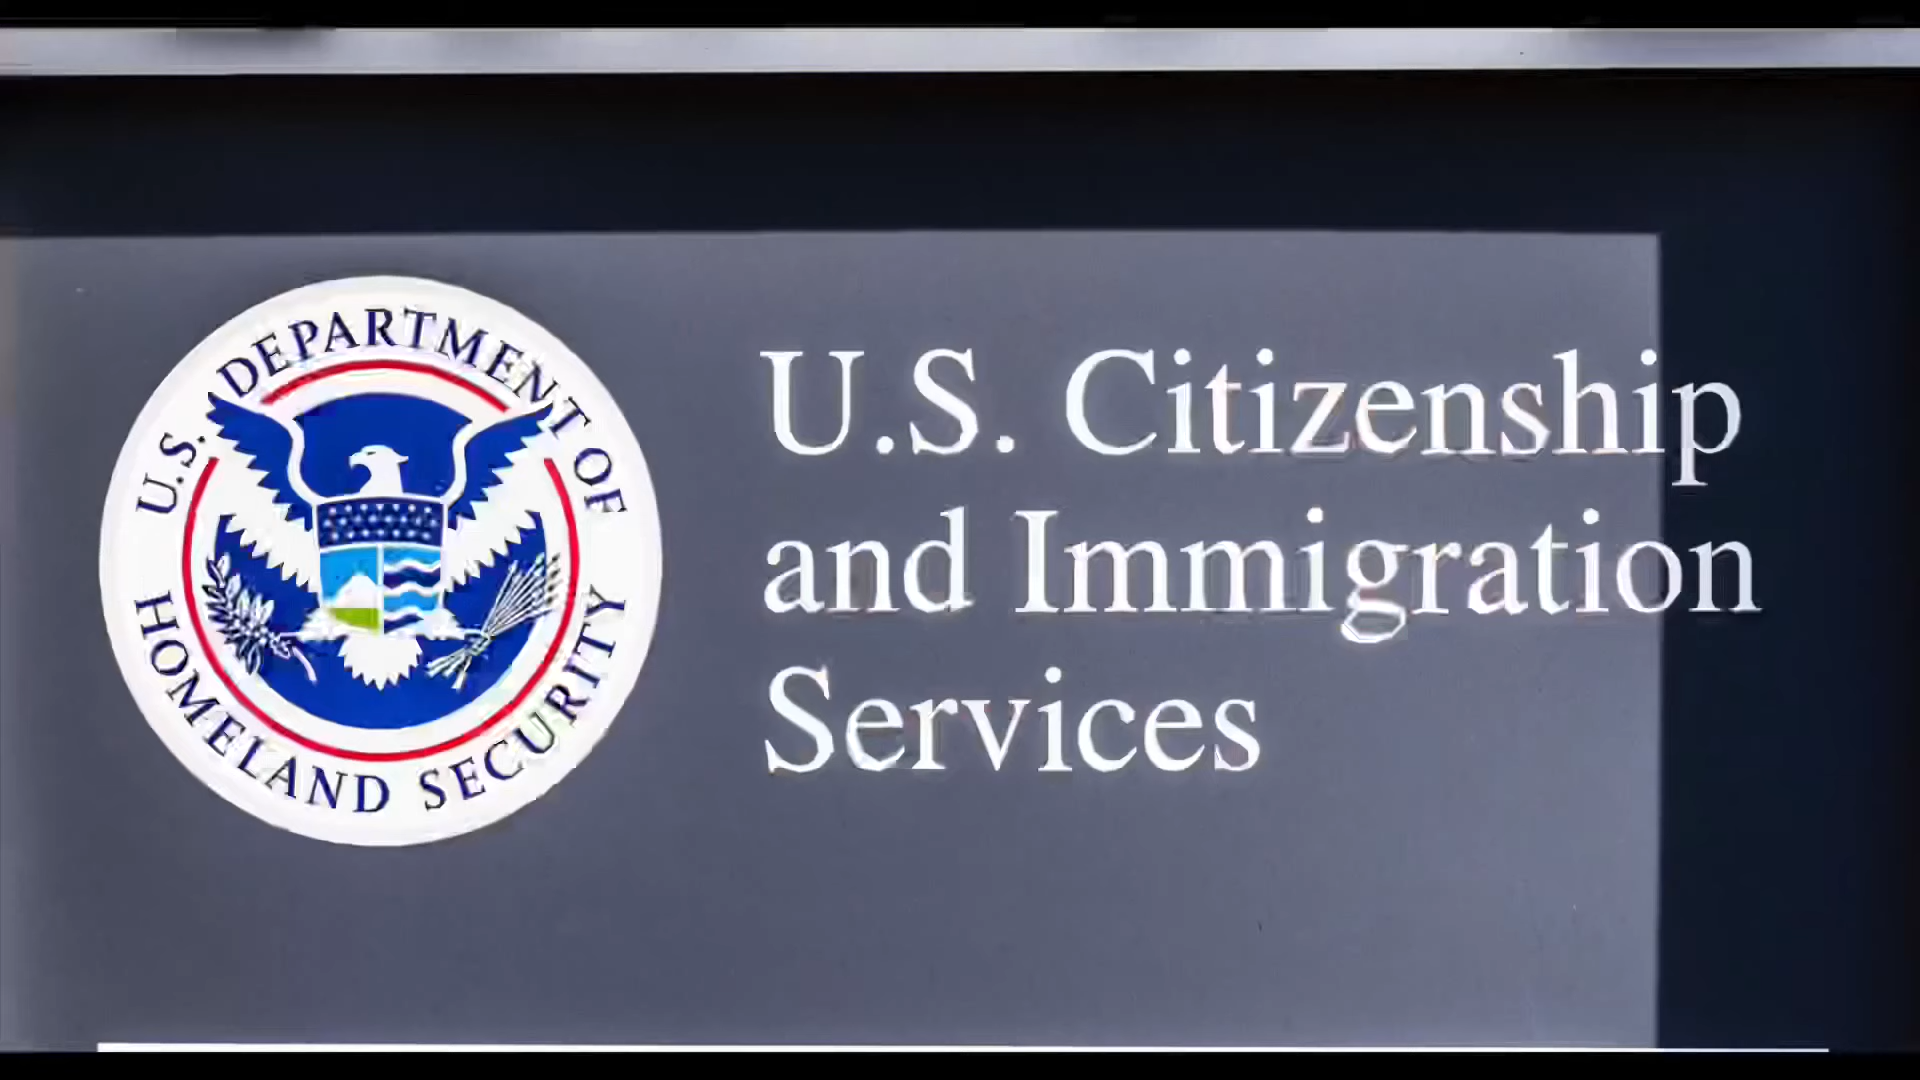 U.S. DEPARTMENT OF
HOMELAND SECURITY
U.S. Citizenship
and Immigration
Services